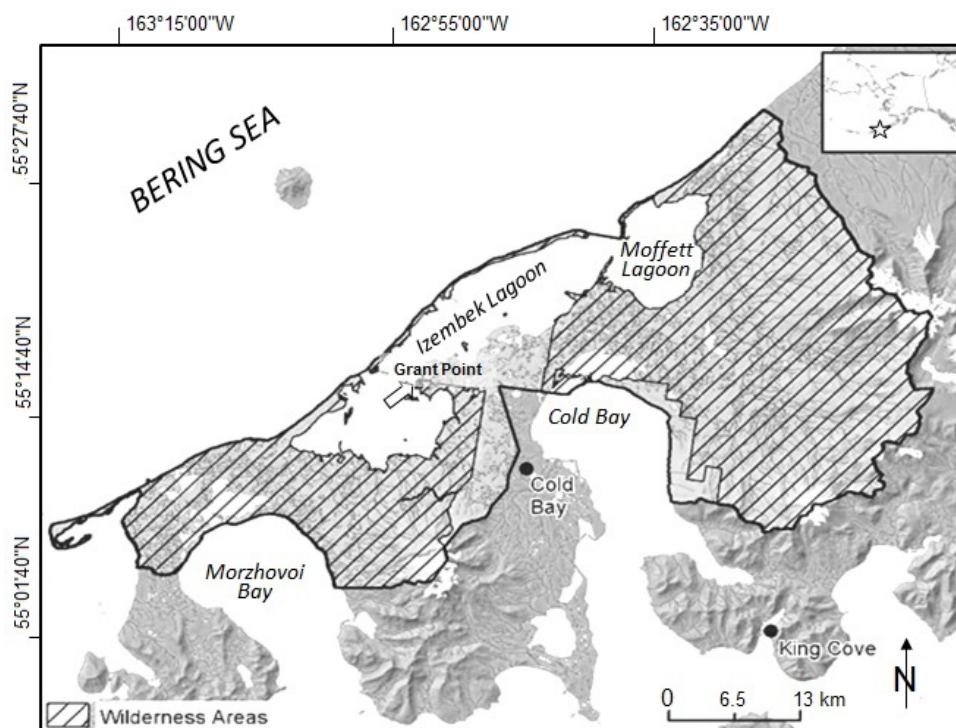 163°15'00"W
162°55'00"W
162°35'00"W
55°27'40"N
BERING SEA
Moffett
Lagoon
Izembek Lagoon
55°14'40"N
Grant Point
Cold Bay
Cold
Bay
55°01'40"N
Morzhovoi
Bay
King Cove
N
0 6.5 13 km
Wilderness Areas